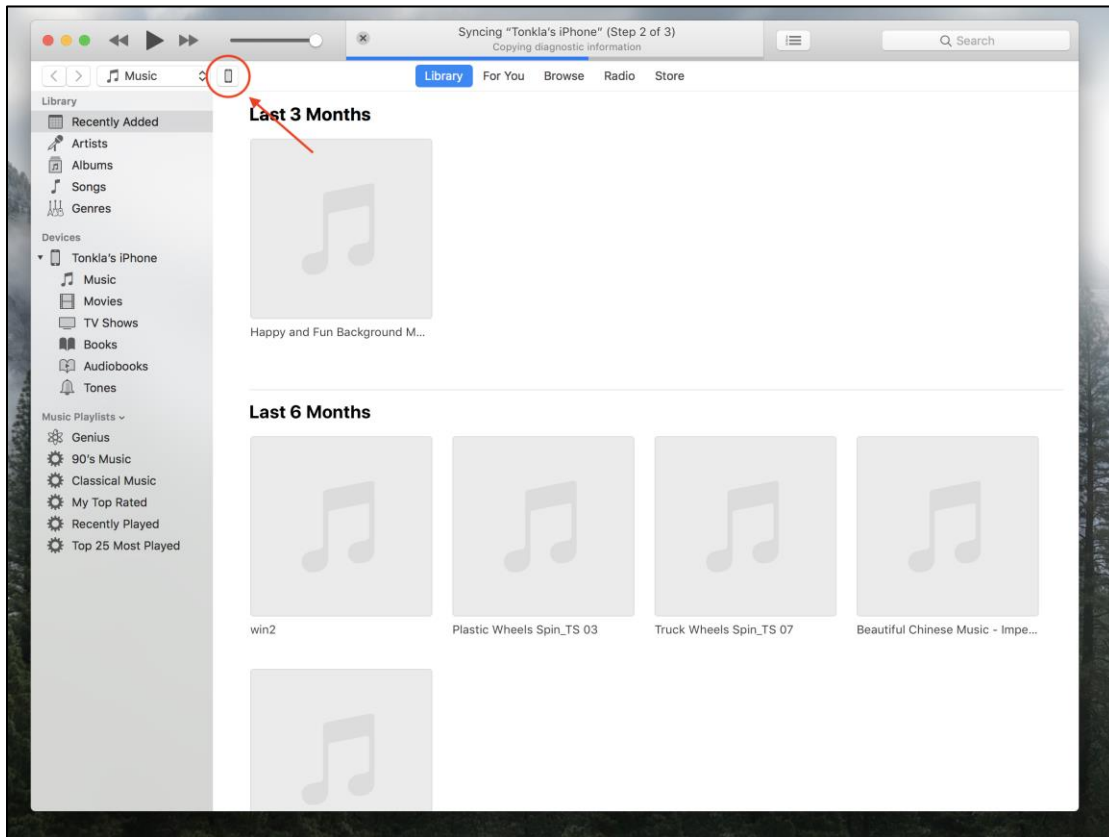 Syncing “Tonkla's iPhone” (Step 2 of 3)
Copying diagnostic information
Search
Music
Library For You Browse Radio Store
Library
Recently Added
Artists
Albums
Songs
Genres
Devices
Tonkla's iPhone
Music
Movies
TV Shows
Books
Audiobooks
Tones
Music Playlists
Genius
90's Music
Classical Music
My Top Rated
Recently Played
Top 25 Most Played
Last 3 Months
Happy and Fun Background M...
Last 6 Months
win2
Plastic Wheels Spin_TS 03
Truck Wheels Spin_TS 07
Beautiful Chinese Music - Impe...